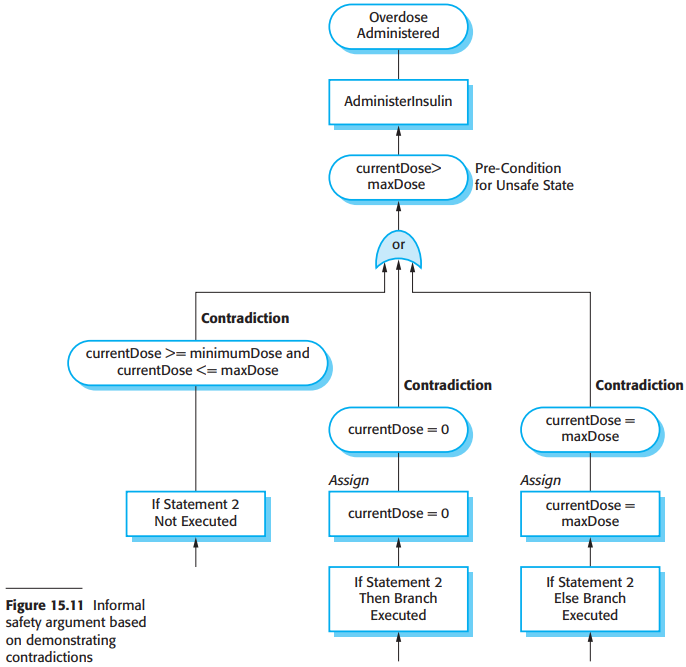 Overdose
Administered
AdministerInsulin
currentDose>
maxDose
Pre-Condition
for Unsafe State
or
Contradiction
currentDose >= minimumDose and
currentDose <= maxDose
Contradiction
Contradiction
currentDose = 0
currentDose =
maxDose
Assign
Assign
If Statement 2
Not Executed
currentDose = 0
currentDose =
maxDose
If Statement 2
Then Branch
Executed
If Statement 2
Else Branch
Executed
Figure 15.11 Informal
safety argument based
on demonstrating
contradictions